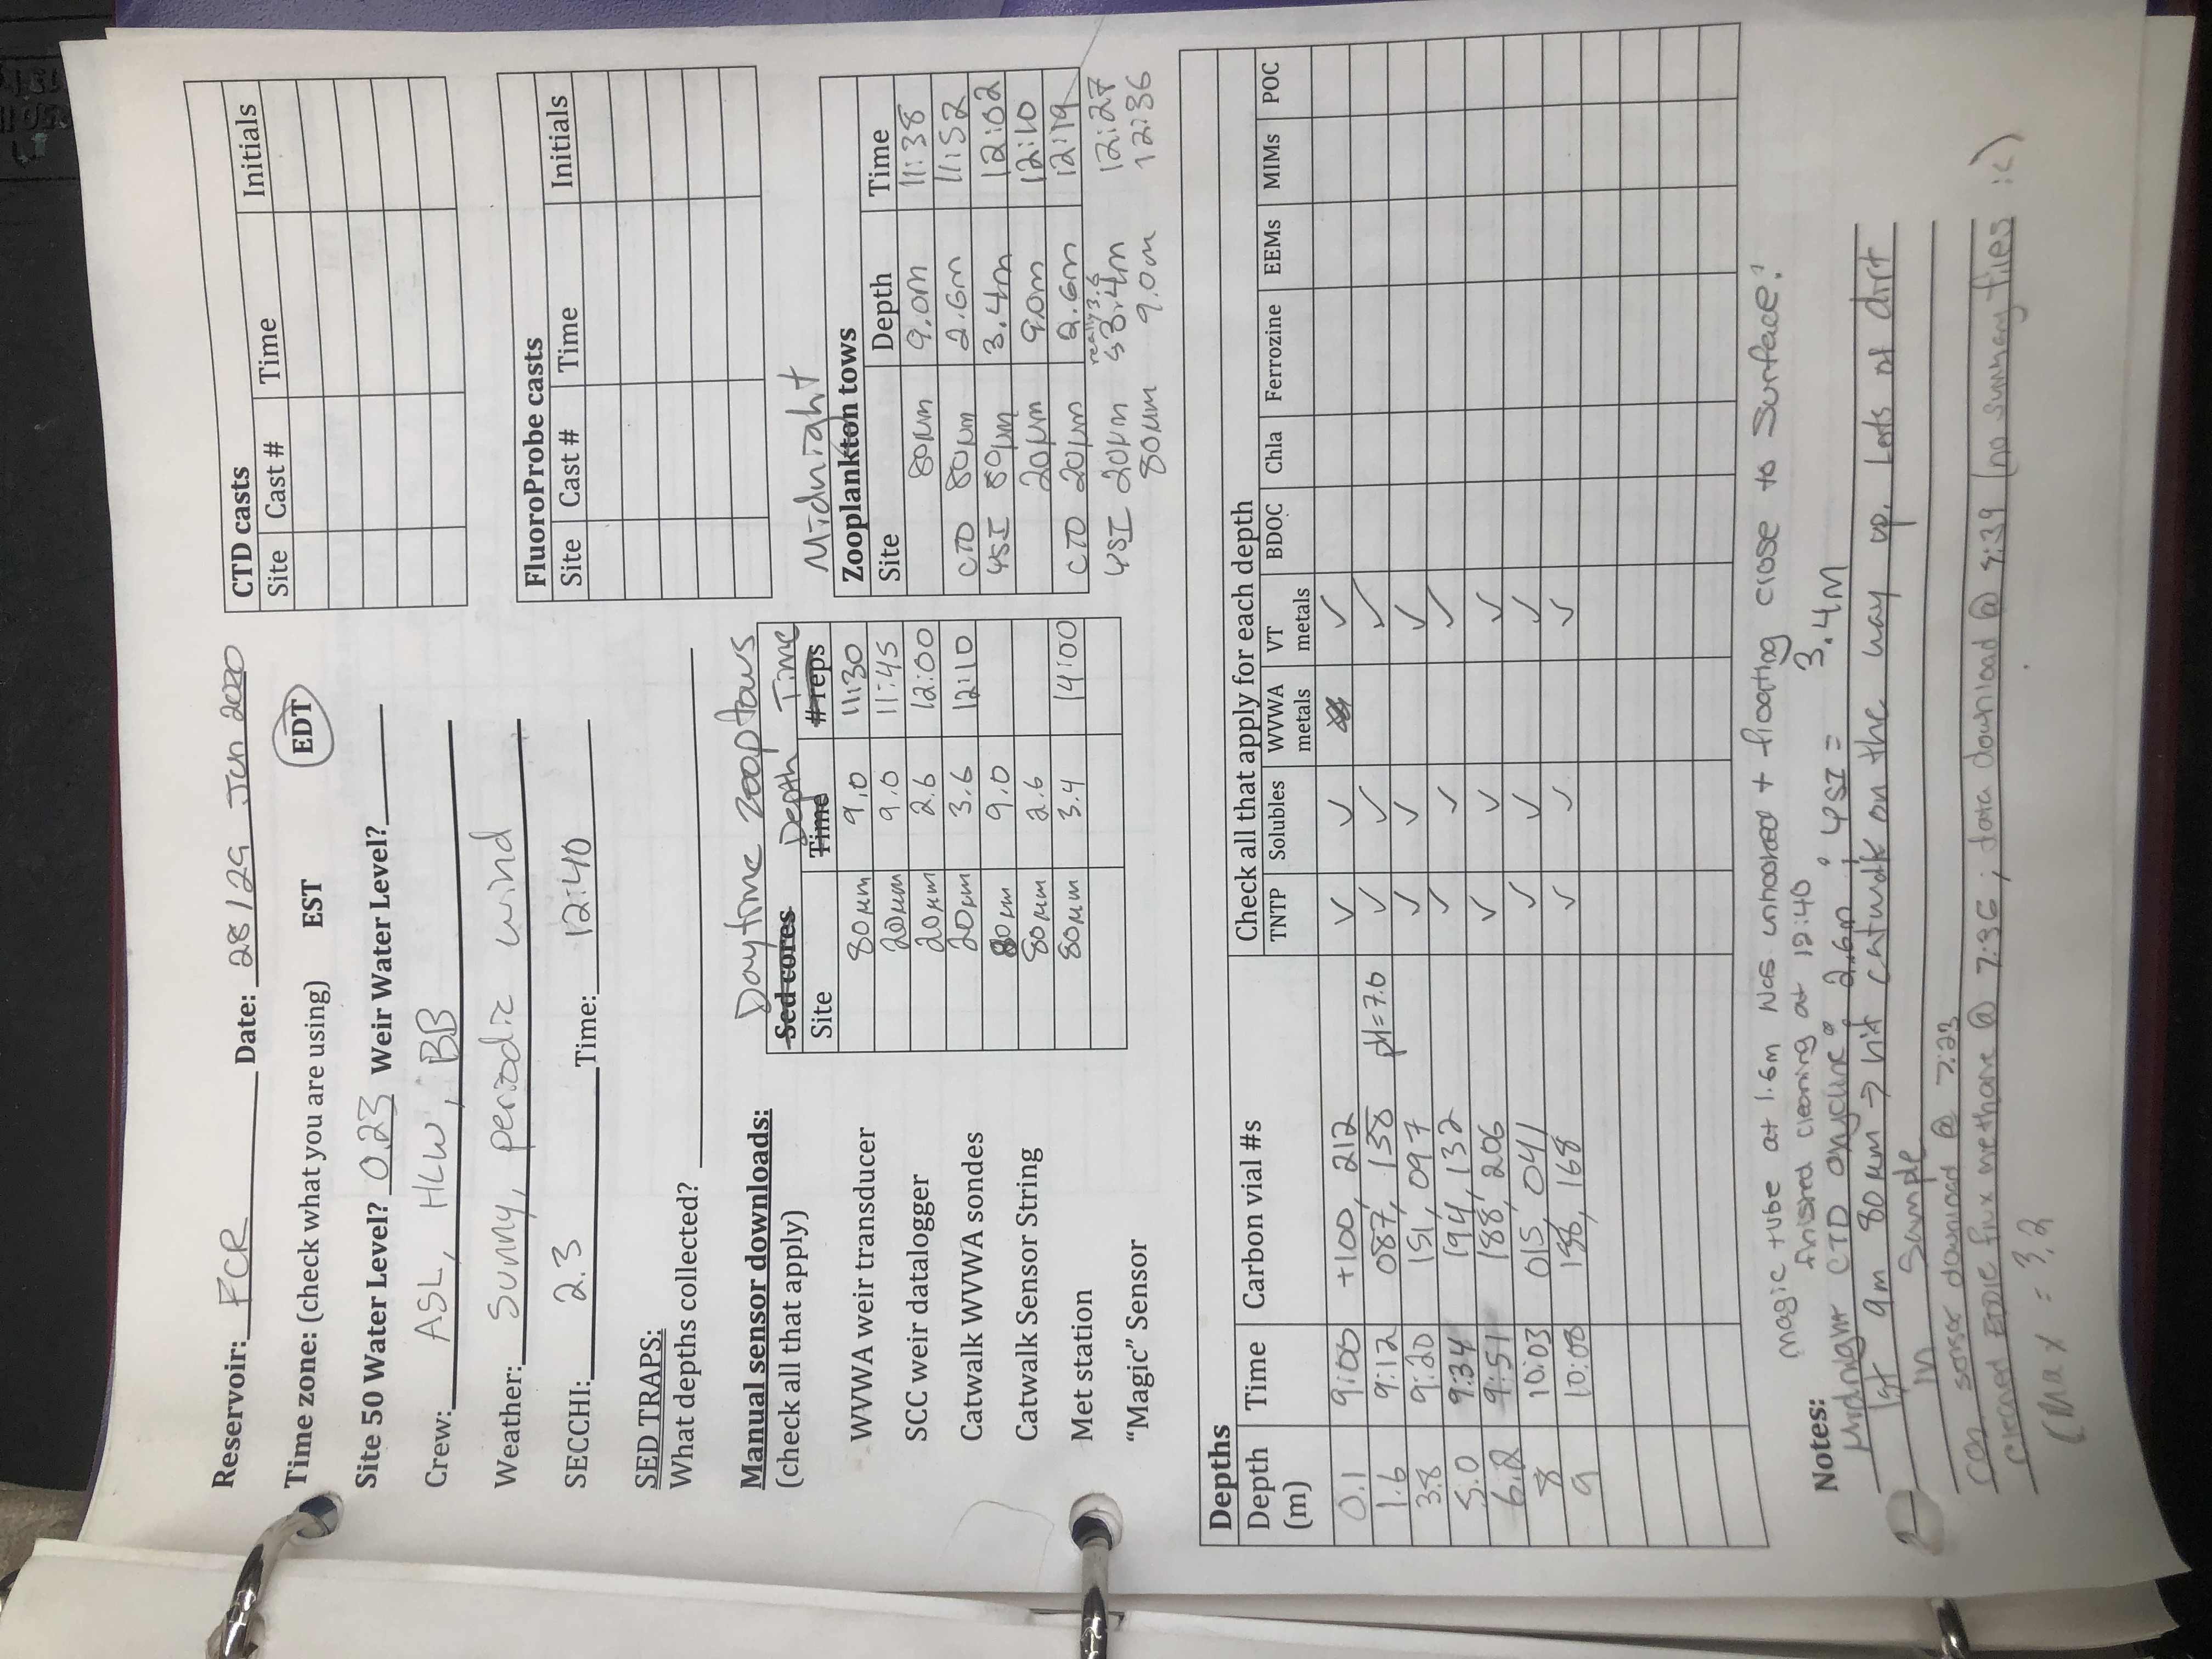 Reservoir: FCR Date: 28/29 Jun 2020
Time zone: (check what you are using) EST EDT
Site 50 Water Level? 0.23 Weir Water Level?
Crew: ASL, HLW, BB
Weather: Sunny, periodic wind
SECCHI: 2.3 Time: 12:40
SED TRAPS:
What depths collected?
CTD casts
Site Cast # Time Initials
FluoroProbe casts
Site Cast # Time Initials
Manual sensor downloads:
(check all that apply)
WVWA weir transducer
SCC weir datalogger
Catwalk WVWA sondes
Catwalk Sensor String
Met station
“Magic” Sensor
Daytime zoop tows
Sed cores Depth Time
Site Time # reps
80µm 9.0 11:30
20µm 9.0 11:45
20µm 2.6 12:00
20µm 3.6 12:10
80µm 9.0
80µm 2.6
80µm 3.4 14:00
Midnight
Zooplankton tows
Site Depth Time
80µm 9.0m 11:38
CTD 80µm 2.6m 11:52
YSI 80µm 3.4m 12:02
20µm 9.0m 12:10
CTD 20µm 2.6m 12:19
really 3.6
YSI 20µm 3.4m 12:27
80µm 9.0m 12:36
Depths
Depth (m) Time Carbon vial #s Check all that apply for each depth
TNTP Solubles WVWA metals VT metals BDOC Chla Ferrozine EEMs MIMs POC
0.1 9:00 +100, 212 ✓ ✓ ✓
1.6 9:12 087, 138 pH=7.0 ✓ ✓ ✓
3.8 9:20 151, 097 ✓ ✓ ✓
5.0 9:34 194, 132 ✓ ✓ ✓
6.2 9:51 188, 206 ✓ ✓ ✓
8 10:03 015, 041 ✓ ✓ ✓
9 10:08 168 ✓ ✓ ✓
magic tube at 1.6m was unhooked + floating close to surface!
finished cleaning at 12:40
Notes:
Midnight CTD oxycline: 2.6m ; YSI = 3.4M
1st 9m 80µm → hit catwalk on the way up. Lots of dirt
in sample
sensor download @ 7:23
cleaned EDDIE flux methane @ 7:36 ; data download @ (no summary files :c)
CMax = 3.2